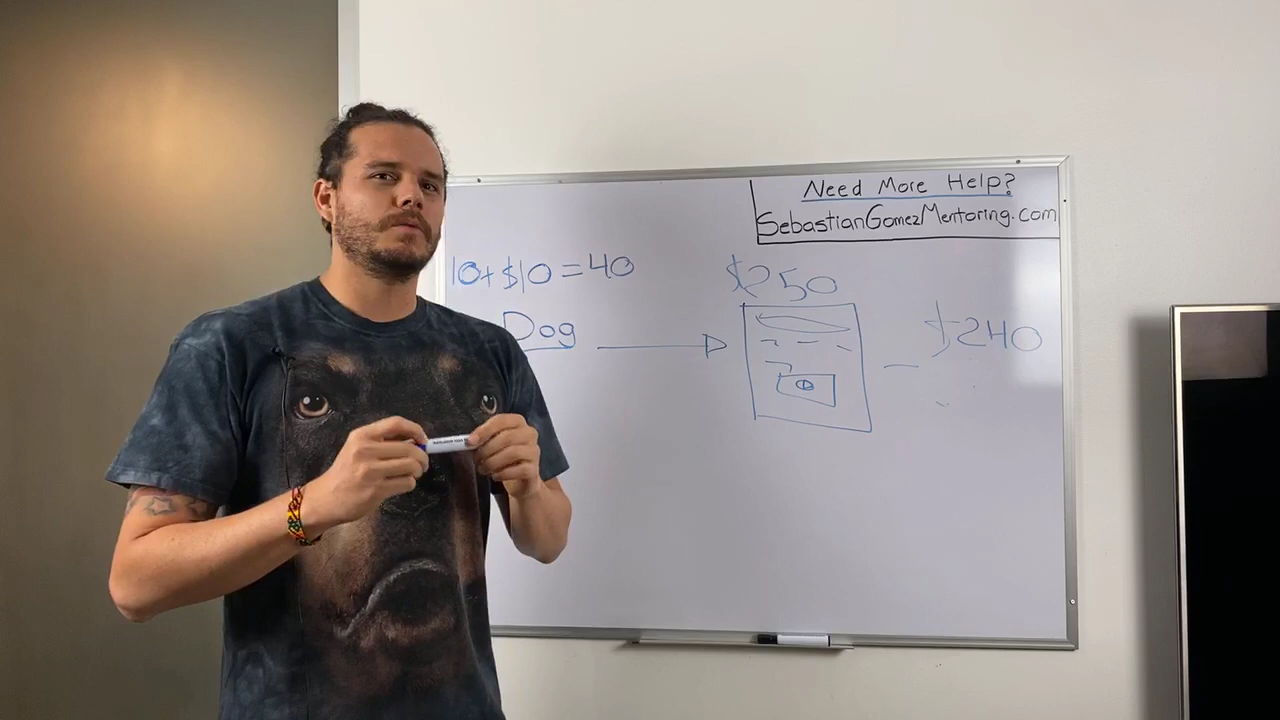 Need More Help?
SebastianGomezMentoring.com
10+ $10 = 40
$250
Dog
$240